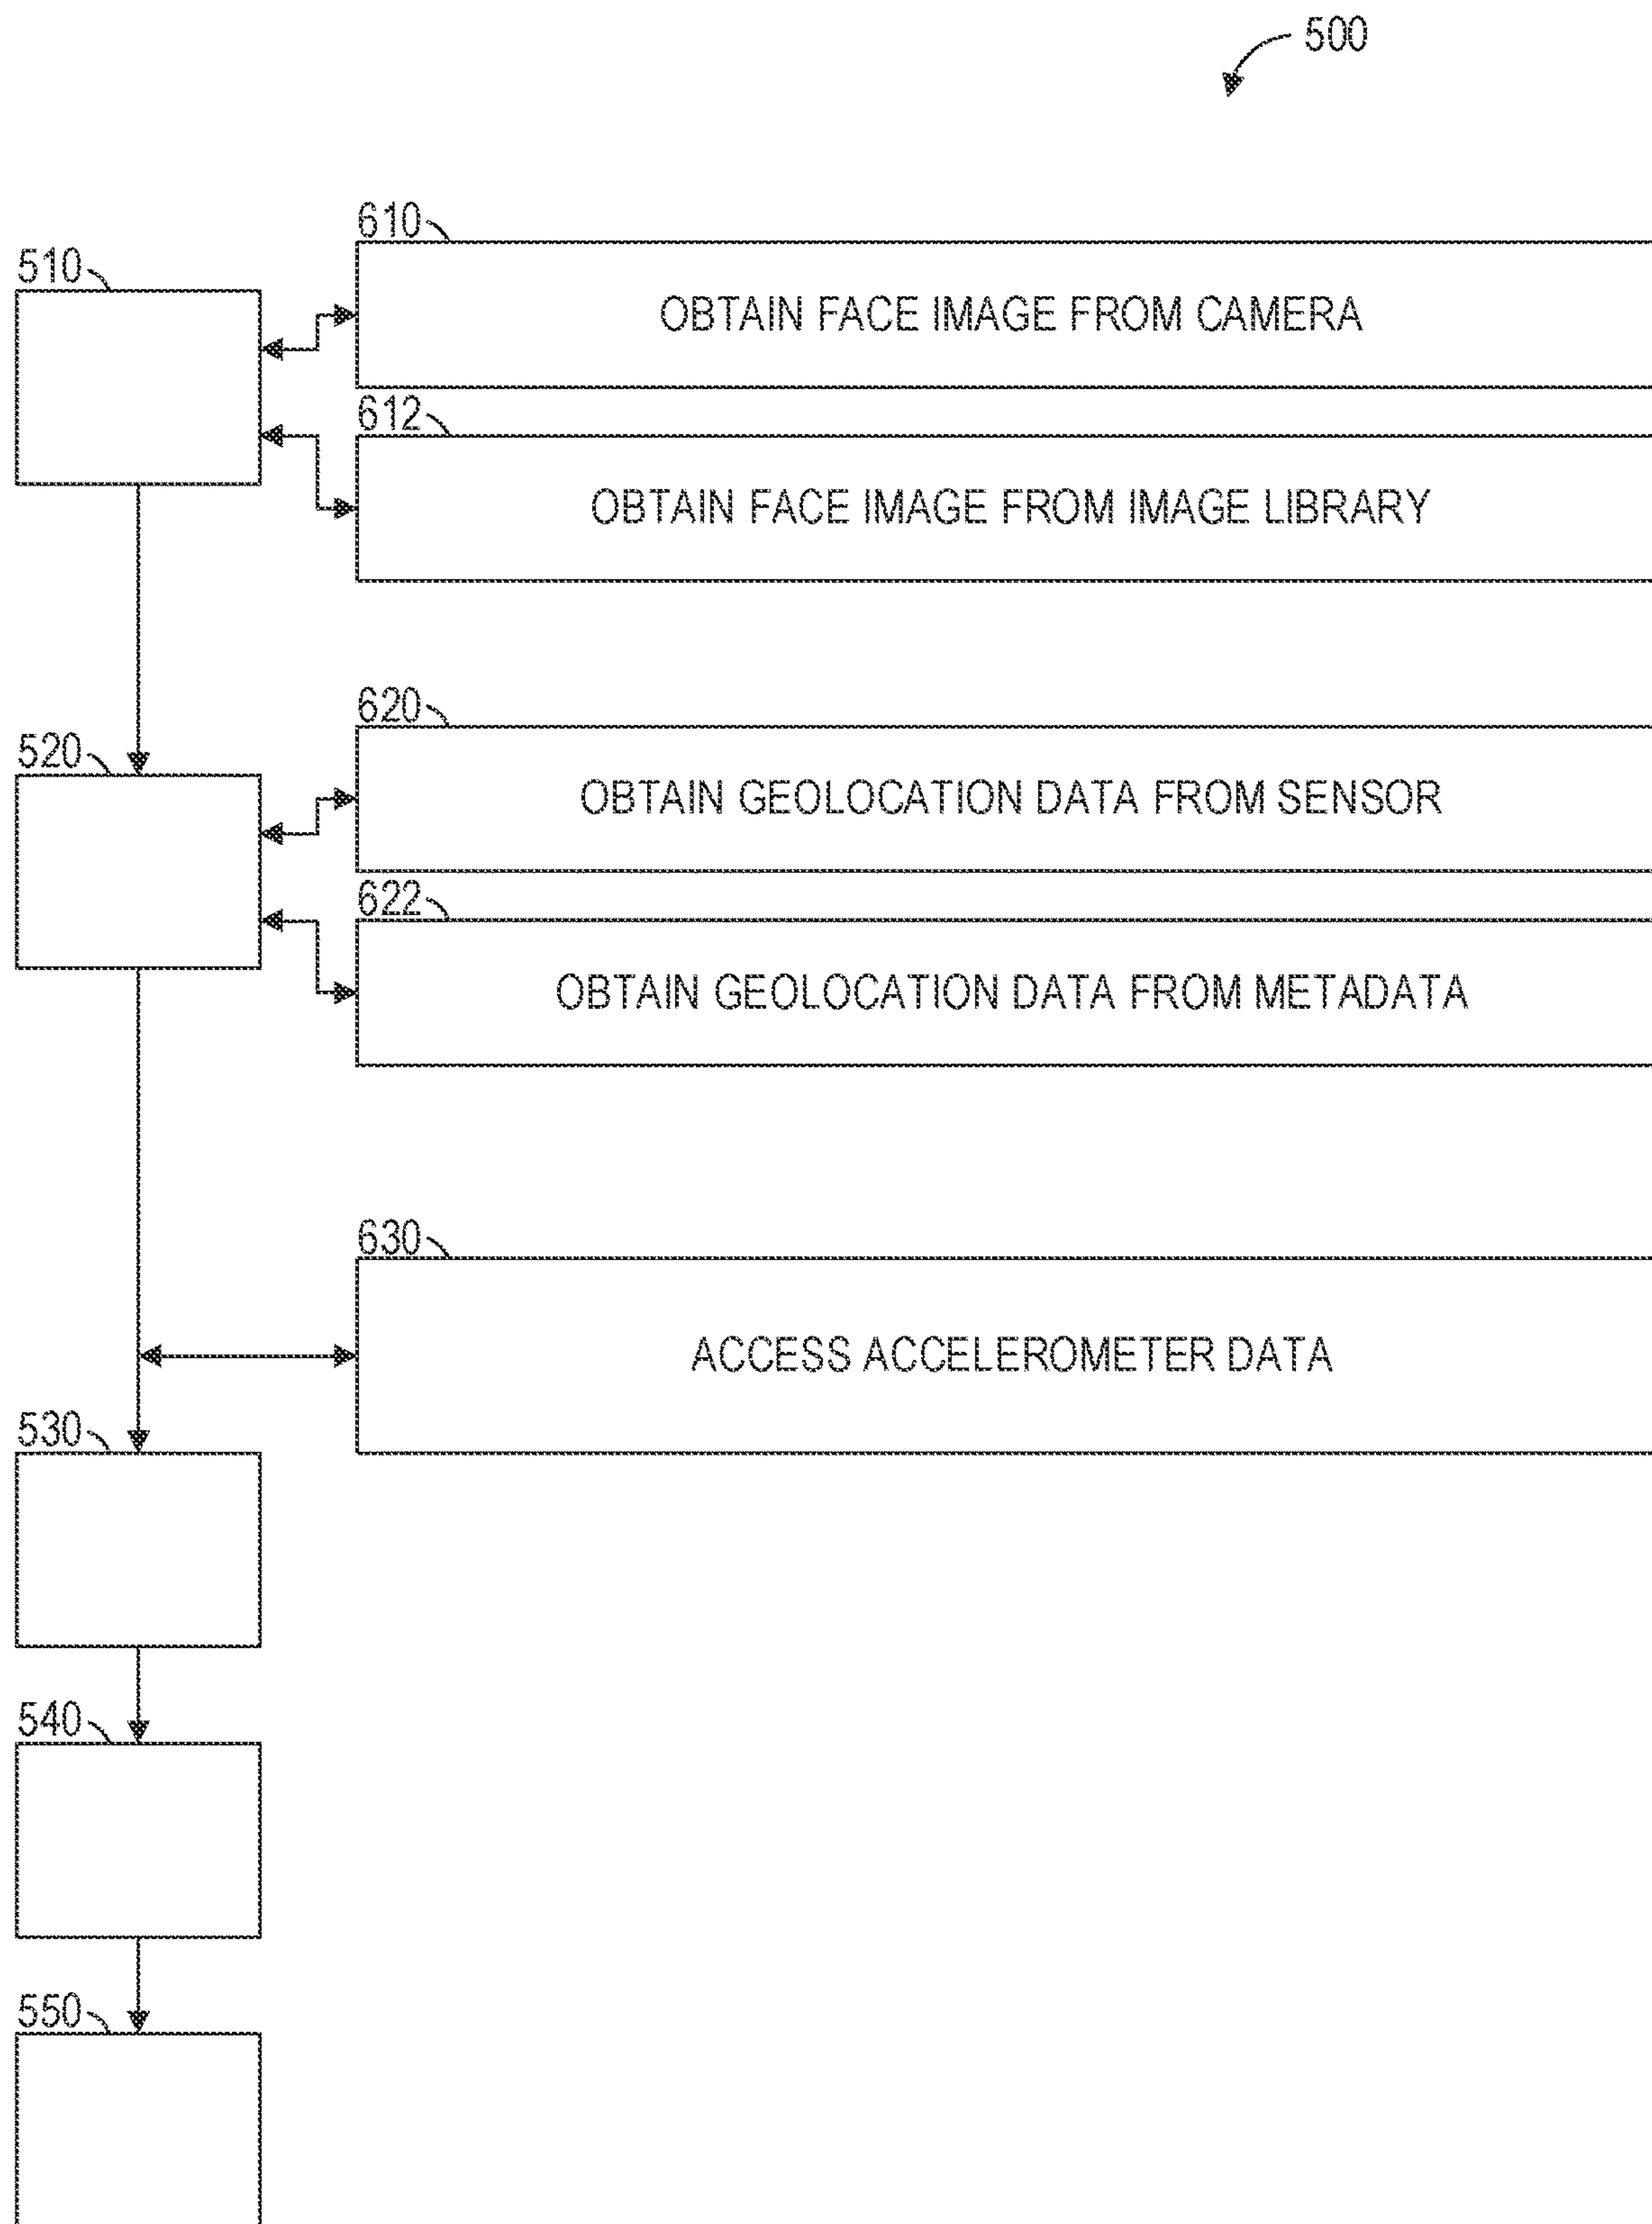 500
610
510
OBTAIN FACE IMAGE FROM CAMERA
612
OBTAIN FACE IMAGE FROM IMAGE LIBRARY
620
520
OBTAIN GEOLOCATION DATA FROM SENSOR
622
OBTAIN GEOLOCATION DATA FROM METADATA
630
ACCESS ACCELEROMETER DATA
530
540
550